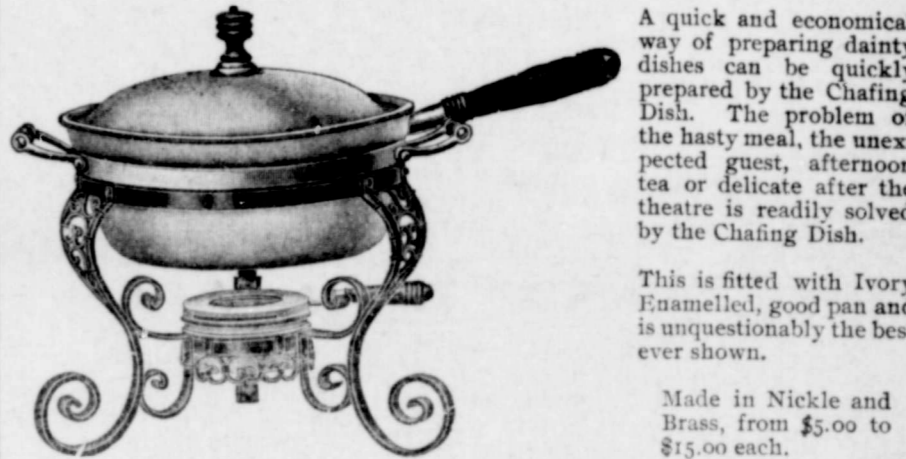 A quick and economical
way of preparing dainty
dishes can be quickly
prepared by the Chafing
Dish. The problem of
the hasty meal, the unex-
pected guest, afternoon
tea or delicate after the
theatre is readily solved
by the Chafing Dish.
This is fitted with Ivory
Enamelled, good pan and
is unquestionably the best
ever shown.
Made in Nickle and
Brass, from $5.00 to
$15.00 each.